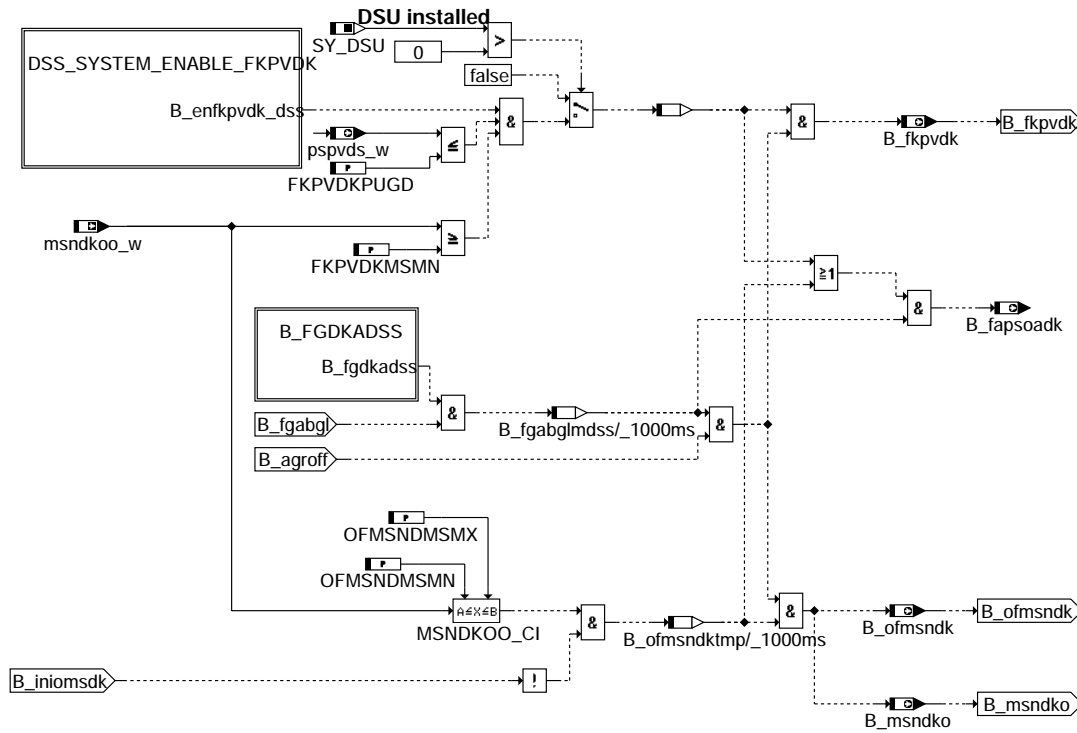 DSU installed
SY_DSU
>
0
DSS_SYSTEM_ENABLE_FKPVDK
false
B_enfkpvdk_dss
&
&
B_fkpvdk
B_fkpvdk
pspvds_w
≤
FKPVDKPUGD
msndkoo_w
≥
FKPVDKMSMN
≥1
&
B_fapsoadk
B_FGDKADSS
B_fgdkadss
&
B_fgabgl
B_fgabglmdss/_1000ms
&
B_agroff
P
OFMSNDMSMX
P
OFMSNDMSMN
A≤X≤B
MSNDKOO_CI
&
B_ofmsndktmp/_1000ms
&
B_ofmsndk
B_ofmsndk
B_iniomsdk
!
B_msndko
B_msndko